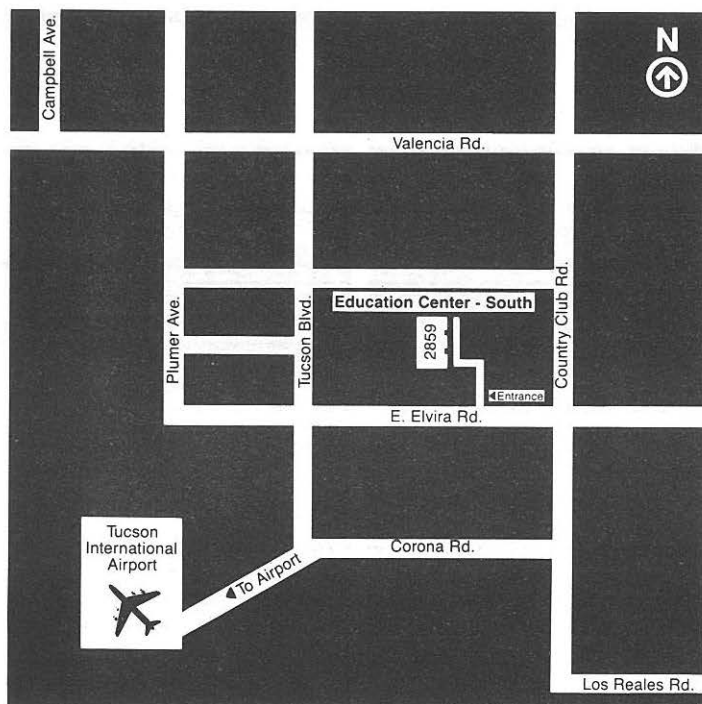 Campbell Ave.
N
Valencia Rd.
Plumer Ave.
Tucson Blvd.
Country Club Rd.
Education Center - South
2859
Entrance
E. Elvira Rd.
Tucson
International
Airport
To Airport
Corona Rd.
Los Reales Rd.